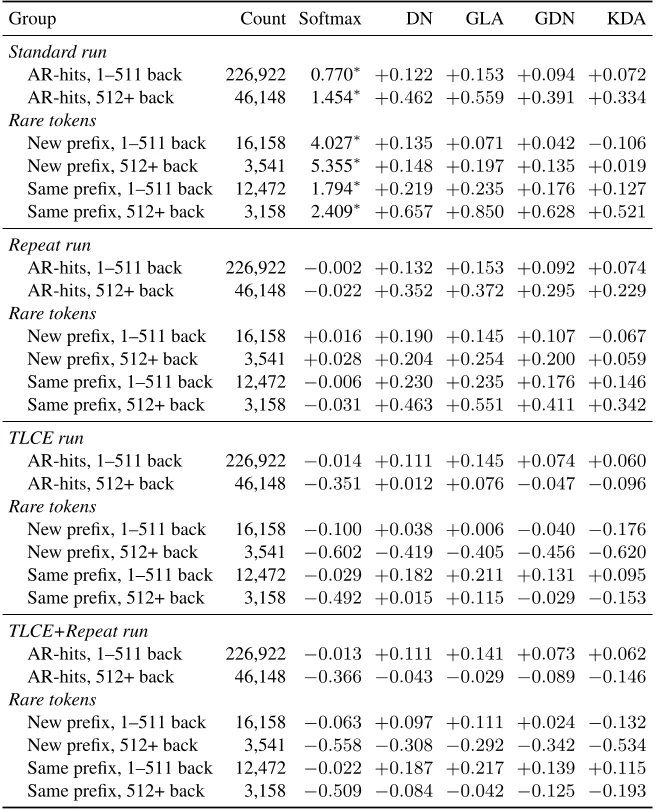 Group Count Softmax DN GLA GDN KDA
Standard run
AR-hits, 1–511 back 226,922 0.770* +0.122 +0.153 +0.094 +0.072
AR-hits, 512+ back 46,148 1.454* +0.462 +0.559 +0.391 +0.334
Rare tokens
New prefix, 1–511 back 16,158 4.027* +0.135 +0.071 +0.042 −0.106
New prefix, 512+ back 3,541 5.355* +0.148 +0.197 +0.135 +0.019
Same prefix, 1–511 back 12,472 1.794* +0.219 +0.235 +0.176 +0.127
Same prefix, 512+ back 3,158 2.409* +0.657 +0.850 +0.628 +0.521
Repeat run
AR-hits, 1–511 back 226,922 −0.002 +0.132 +0.153 +0.092 +0.074
AR-hits, 512+ back 46,148 −0.022 +0.352 +0.372 +0.295 +0.229
Rare tokens
New prefix, 1–511 back 16,158 +0.016 +0.190 +0.145 +0.107 −0.067
New prefix, 512+ back 3,541 +0.028 +0.204 +0.254 +0.200 +0.059
Same prefix, 1–511 back 12,472 −0.006 +0.230 +0.235 +0.176 +0.146
Same prefix, 512+ back 3,158 −0.031 +0.463 +0.551 +0.411 +0.342
TLCE run
AR-hits, 1–511 back 226,922 −0.014 +0.111 +0.145 +0.074 +0.060
AR-hits, 512+ back 46,148 −0.351 +0.012 +0.076 −0.047 −0.096
Rare tokens
New prefix, 1–511 back 16,158 −0.100 +0.038 +0.006 −0.040 −0.176
New prefix, 512+ back 3,541 −0.602 −0.419 −0.405 −0.456 −0.620
Same prefix, 1–511 back 12,472 −0.029 +0.182 +0.211 +0.131 +0.095
Same prefix, 512+ back 3,158 −0.492 +0.015 +0.115 −0.029 −0.153
TLCE+Repeat run
AR-hits, 1–511 back 226,922 −0.013 +0.111 +0.141 +0.073 +0.062
AR-hits, 512+ back 46,148 −0.366 −0.043 −0.029 −0.089 −0.146
Rare tokens
New prefix, 1–511 back 16,158 −0.063 +0.097 +0.111 +0.024 −0.132
New prefix, 512+ back 3,541 −0.558 −0.308 −0.292 −0.342 −0.534
Same prefix, 1–511 back 12,472 −0.022 +0.187 +0.217 +0.139 +0.115
Same prefix, 512+ back 3,158 −0.509 −0.084 −0.042 −0.125 −0.193